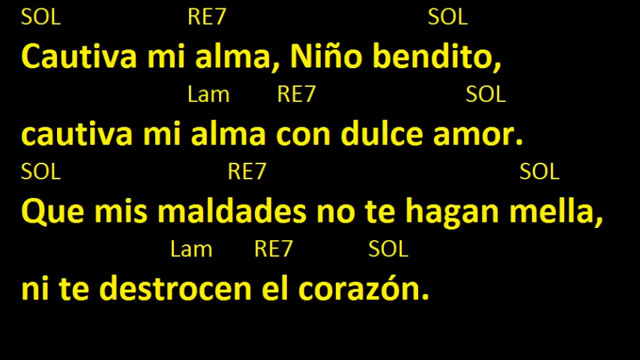 SOL RE7 SOL
Cautiva mi alma, Niño bendito,
Lam RE7 SOL
cautiva mi alma con dulce amor.
SOL RE7 SOL
Que mis maldades no te hagan mella,
Lam RE7 SOL
ni te destrocen el corazón.